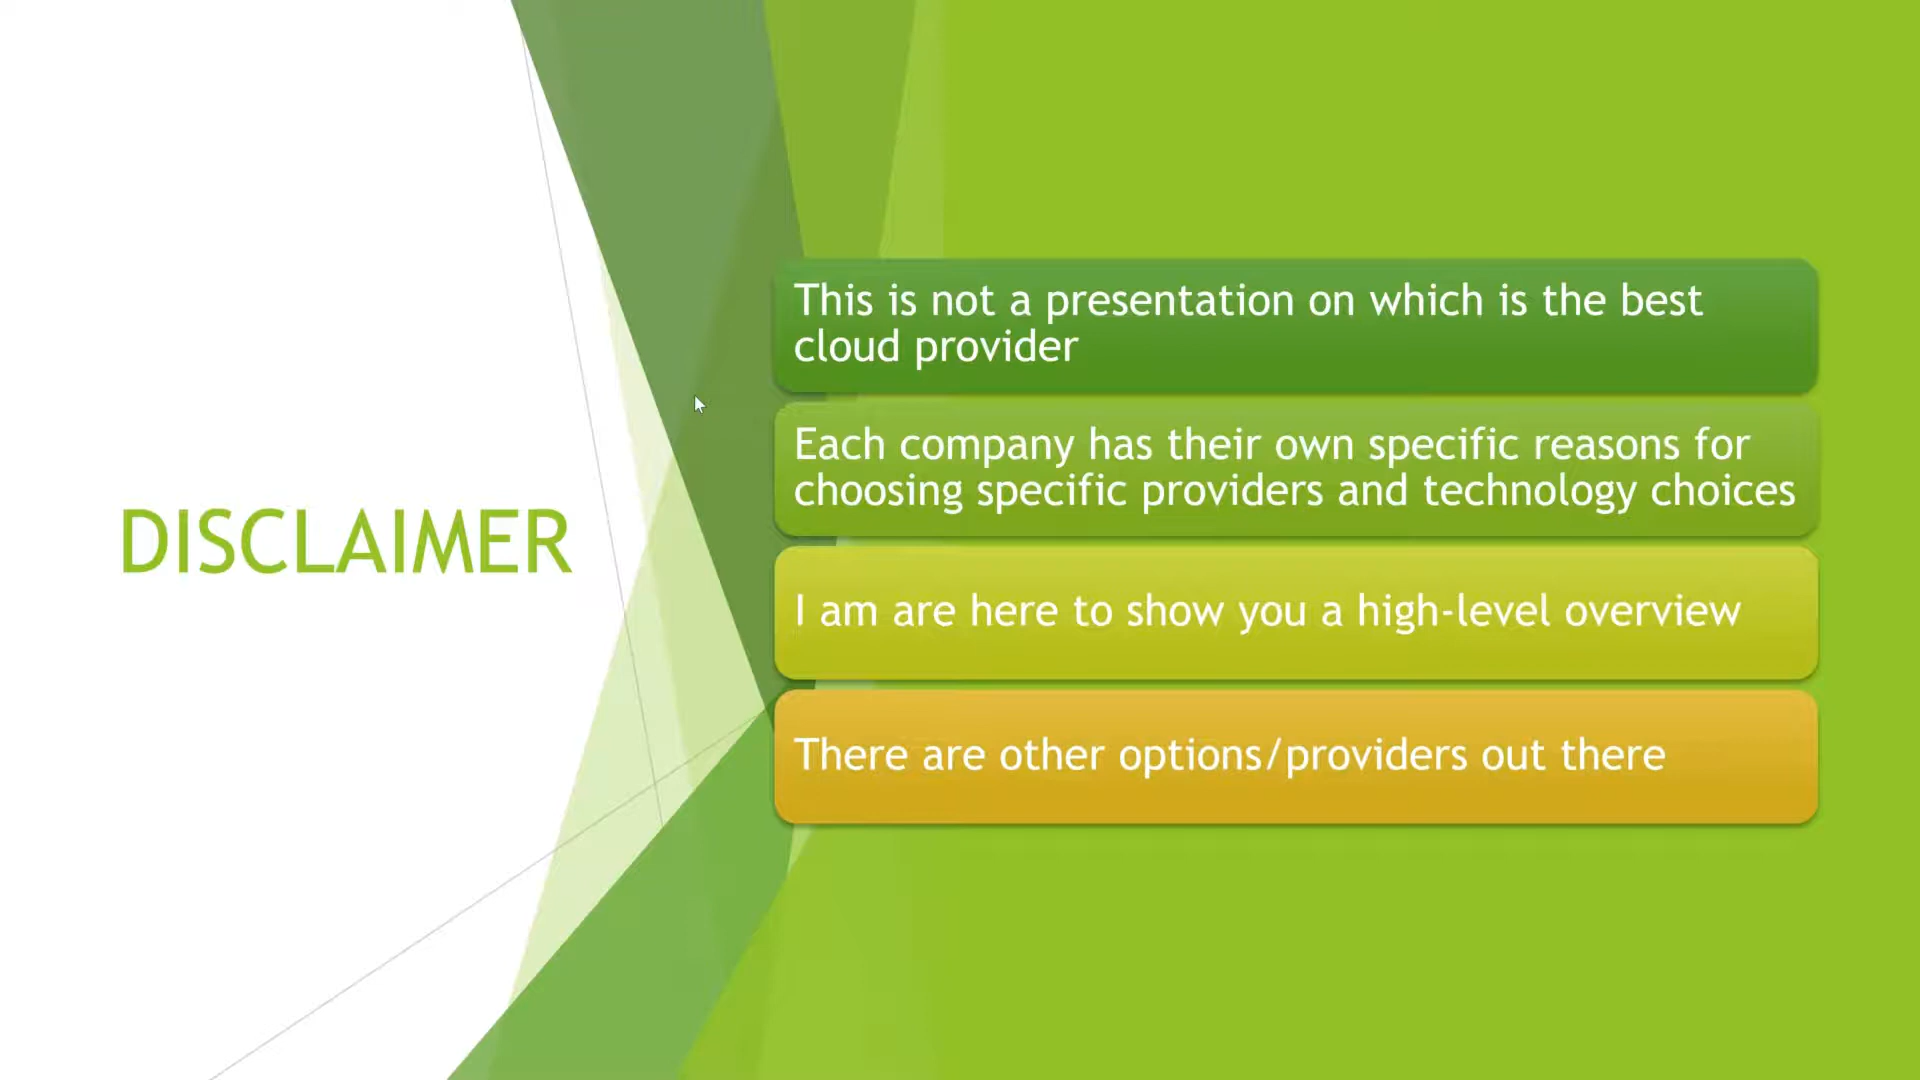 DISCLAIMER
This is not a presentation on which is the best
cloud provider
Each company has their own specific reasons for
choosing specific providers and technology choices
I am are here to show you a high-level overview
There are other options/providers out there